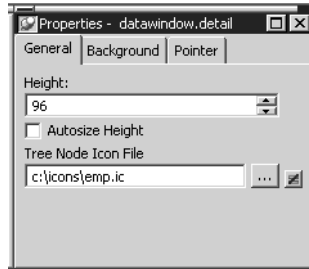 Properties - datawindow.detail
General Background Pointer
Height:
96
Autosize Height
Tree Node Icon File
c:\icons\emp.ic
...